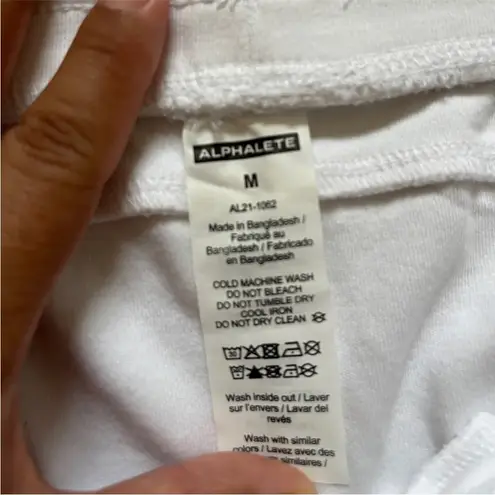 ALPHALETE
M
AL21-1062
Made in Bangladesh /
Fabriqué au
Bangladesh / Fabricado
en Bangladesh
COLD MACHINE WASH
DO NOT BLEACH
DO NOT TUMBLE DRY
COOL IRON
DO NOT DRY CLEAN
30
Wash inside out / Laver
sur l'envers / Lavar del
revés
Wash with similar
colors / Lavez avec des
similaires /